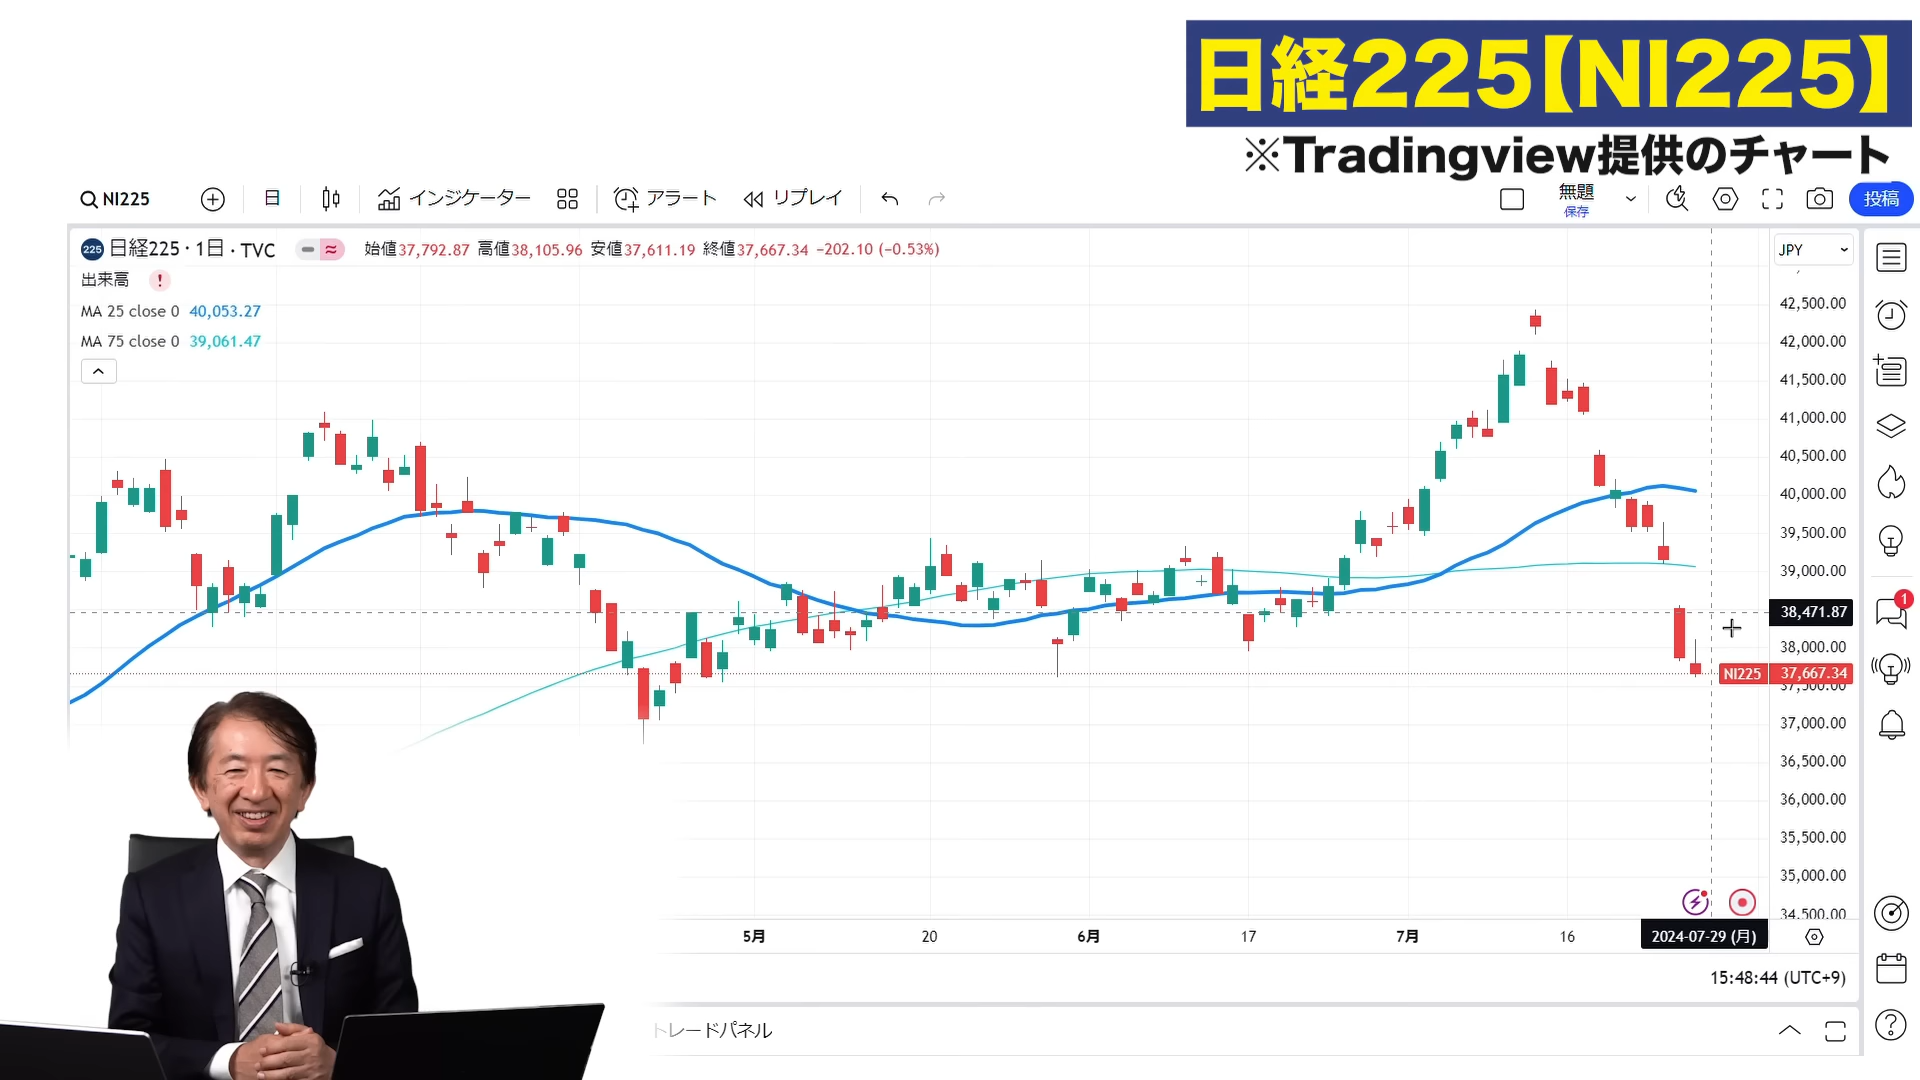 日経225【NI225】
※Tradingview提供のチャート
NI225 日 インジケーター アラート リプレイ 無題 保存 投稿
225 日経225・1日・TVC 始値37,792.87 高値38,105.96 安値37,611.19 終値37,667.34 −202.10 (−0.53%) JPY
出来高 !
MA 25 close 0 40,053.27
MA 75 close 0 39,061.47
42,500.00
42,000.00
41,500.00
41,000.00
40,500.00
40,000.00
39,500.00
39,000.00
38,471.87
38,000.00
NI225 37,667.34
37,500.00
37,000.00
36,500.00
36,000.00
35,500.00
35,000.00
34,500.00
1
5月 20 6月 17 7月 16 2024-07-29 (月)
15:48:44 (UTC+9)
トレードパネル